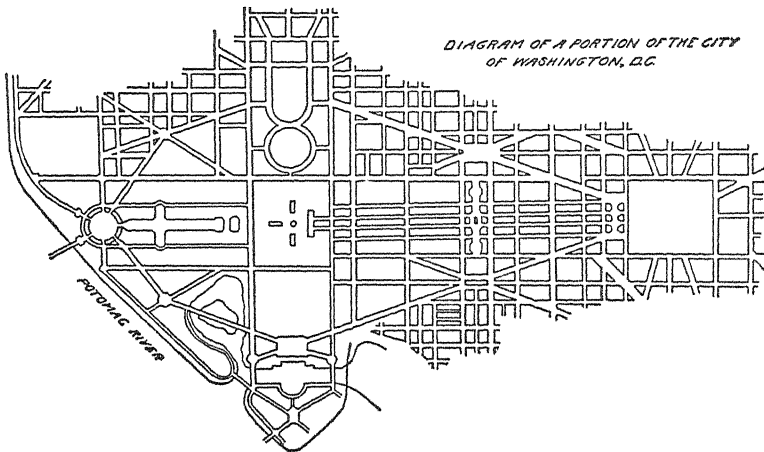 DIAGRAM OF A PORTION OF THE CITY
OF WASHINGTON, D.C.
POTOMAC RIVER